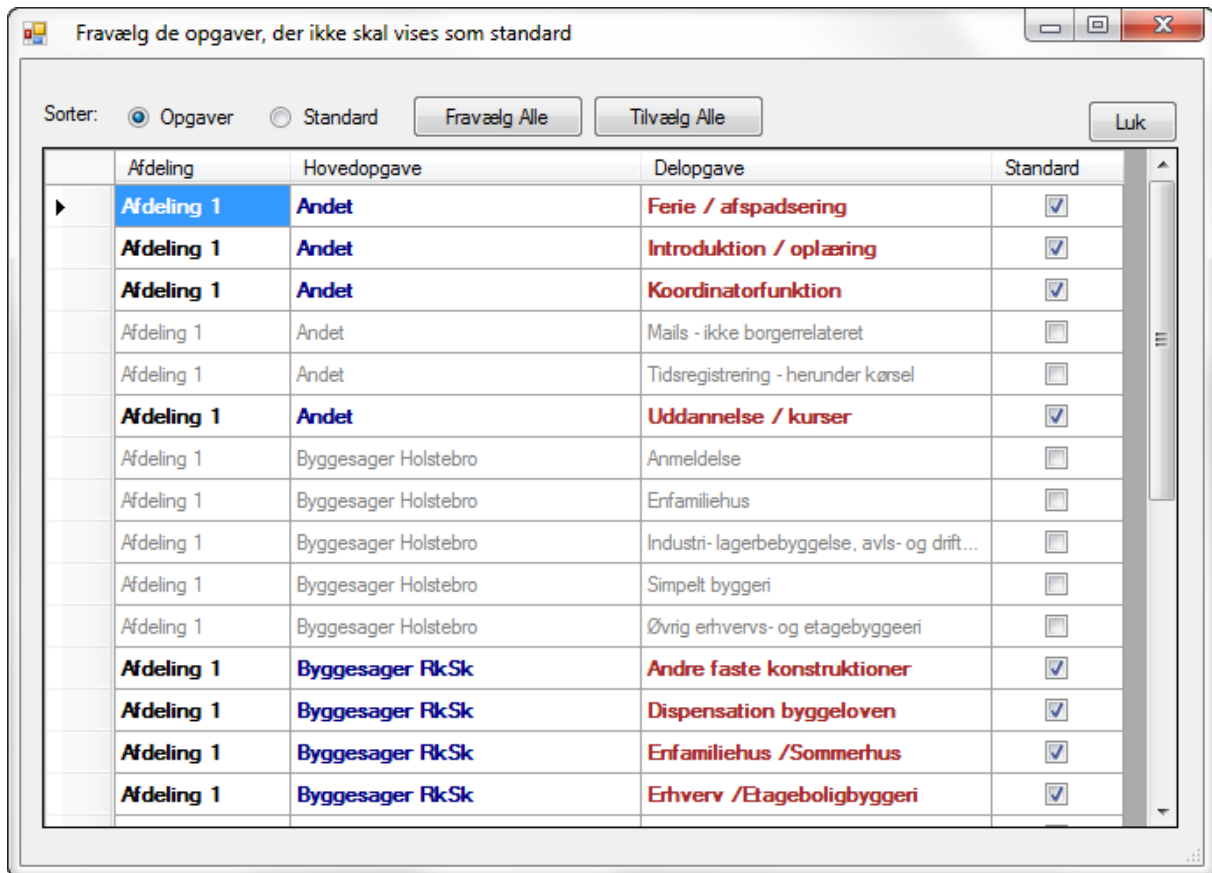 Fravælg de opgaver, der ikke skal vises som standard
Sorter: Opgaver Standard Fravælg Alle Tilvælg Alle Luk
Afdeling Hovedopgave Delopgave Standard
Afdeling 1 Andet Ferie / afspadsering
Afdeling 1 Andet Introduktion / oplæring
Afdeling 1 Andet Koordinatorfunktion
Afdeling 1 Andet Mails - ikke borgerrelateret
Afdeling 1 Andet Tidsregistrering - herunder kørsel
Afdeling 1 Andet Uddannelse / kurser
Afdeling 1 Byggesager Holstebro Anmeldelse
Afdeling 1 Byggesager Holstebro Enfamiliehus
Afdeling 1 Byggesager Holstebro Industri- lagerbebyggelse, avls- og drift...
Afdeling 1 Byggesager Holstebro Simpelt byggeri
Afdeling 1 Byggesager Holstebro Øvrig erhvervs- og etagebyggeeri
Afdeling 1 Byggesager RkSk Andre faste konstruktioner
Afdeling 1 Byggesager RkSk Dispensation byggeloven
Afdeling 1 Byggesager RkSk Enfamiliehus /Sommerhus
Afdeling 1 Byggesager RkSk Erhverv /Etageboligbyggeri